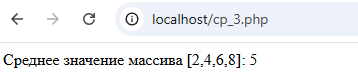 localhost/cp_3.php
Среднее значение массива [2,4,6,8]: 5